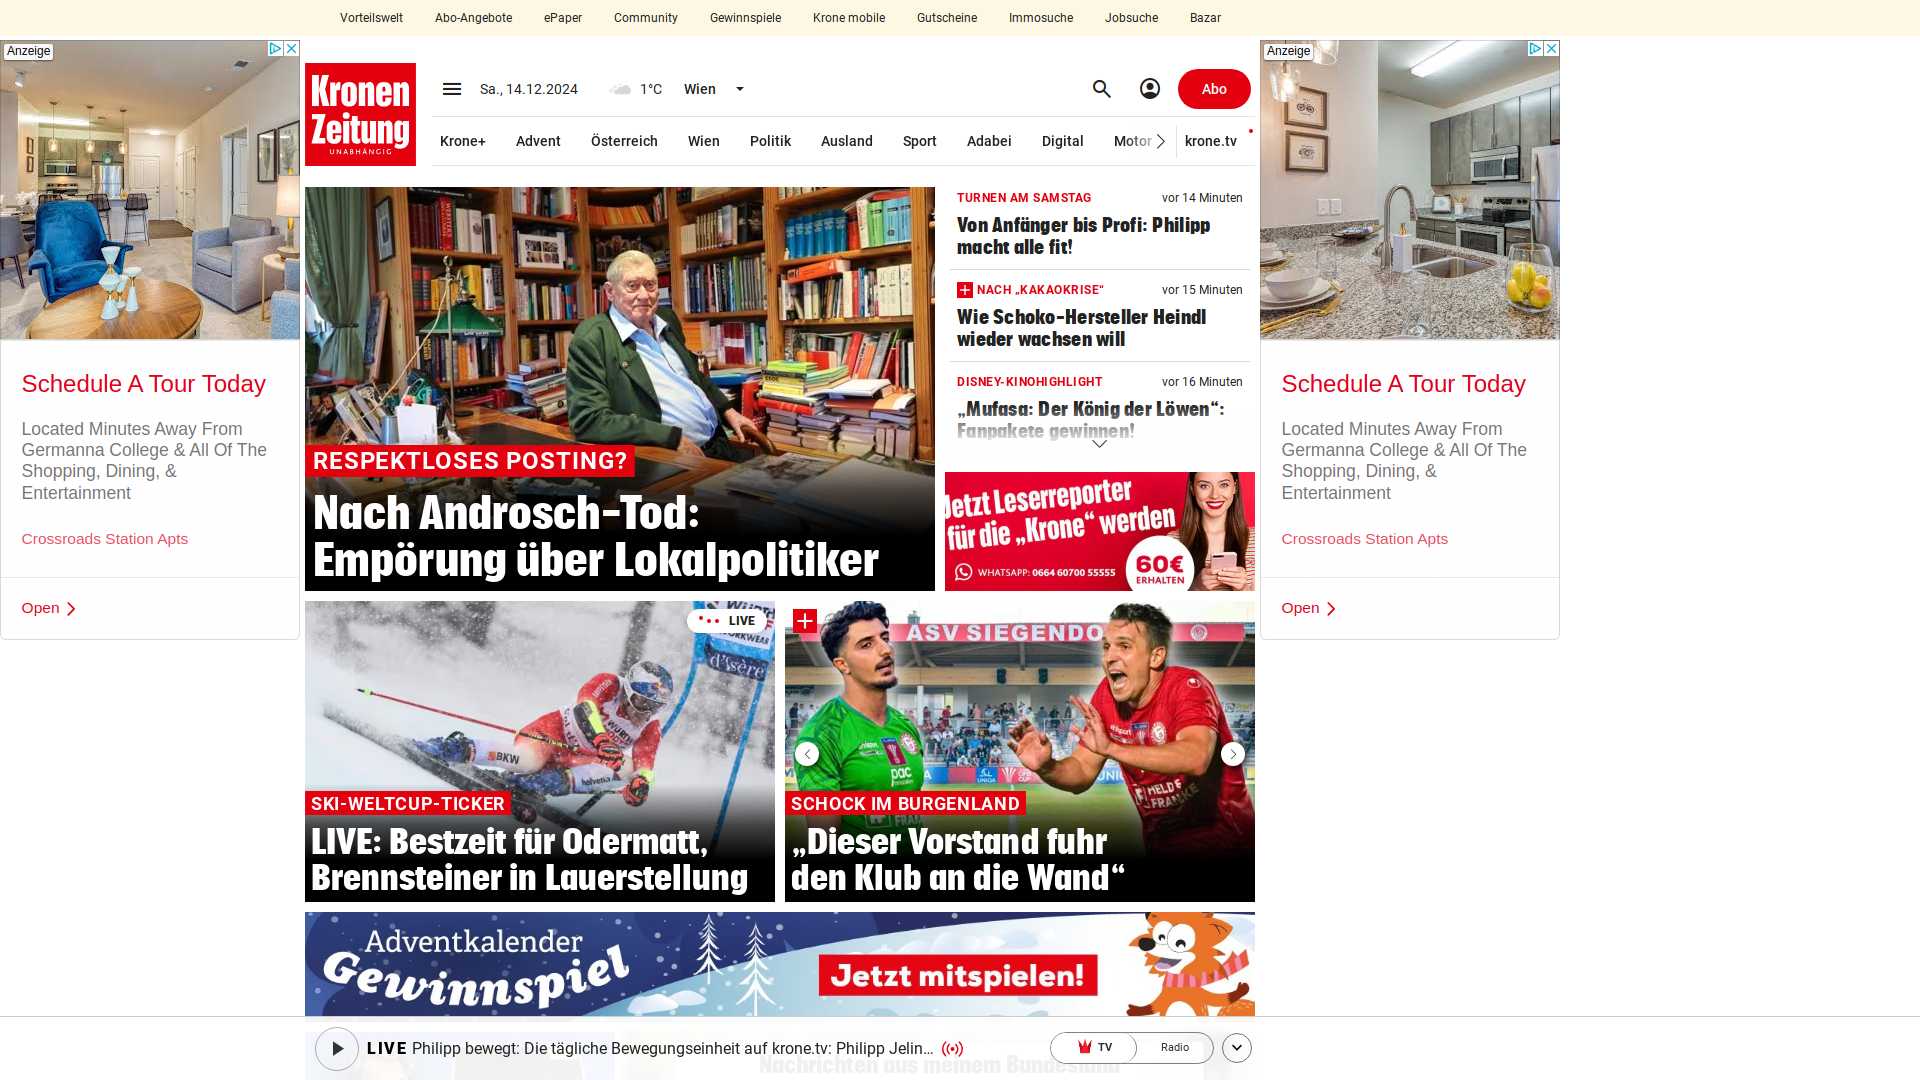 Vorteilswelt
Abo-Angebote
ePaper
Community
Gewinnspiele
Krone mobile
Gutscheine
Immosuche
Jobsuche
Bazar
Anzeige
Schedule A Tour Today
Located Minutes Away From
Germanna College & All Of The
Shopping, Dining, &
Entertainment
Crossroads Station Apts
Open
Kronen
Zeitung
UNABHÄNGIG
Sa., 14.12.2024
1°C
Wien
Abo
Krone+
Advent
Österreich
Wien
Politik
Ausland
Sport
Adabei
Digital
Motor
krone.tv
RESPEKTLOSES POSTING?
Nach Androsch-Tod:
Empörung über Lokalpolitiker
TURNEN AM SAMSTAG
vor 14 Minuten
Von Anfänger bis Profi: Philipp
macht alle fit!
NACH „KAKAOKRISE“
vor 15 Minuten
Wie Schoko-Hersteller Heindl
wieder wachsen will
DISNEY-KINOHIGHLIGHT
vor 16 Minuten
„Mufasa: Der König der Löwen“:
Fanpakete gewinnen!
Jetzt Leserreporter
für die „Krone“ werden
WHATSAPP: 0664 60700 55555
60€
ERHALTEN
LIVE
WORKWEAR
d'Isère
BKW
helvetia
SKI-WELTCUP-TICKER
LIVE: Bestzeit für Odermatt,
Brennsteiner in Lauerstellung
ASV SIEGENDO
pac
UNIQA
SCHOCK IM BURGENLAND
„Dieser Vorstand fuhr
den Klub an die Wand“
Adventkalender
Gewinnspiel
Jetzt mitspielen!
LIVE Philipp bewegt: Die tägliche Bewegungseinheit auf krone.tv: Philipp Jelin...
TV
Radio
Nachrichten aus meinem Bundesland
Anzeige
Schedule A Tour Today
Located Minutes Away From
Germanna College & All Of The
Shopping, Dining, &
Entertainment
Crossroads Station Apts
Open